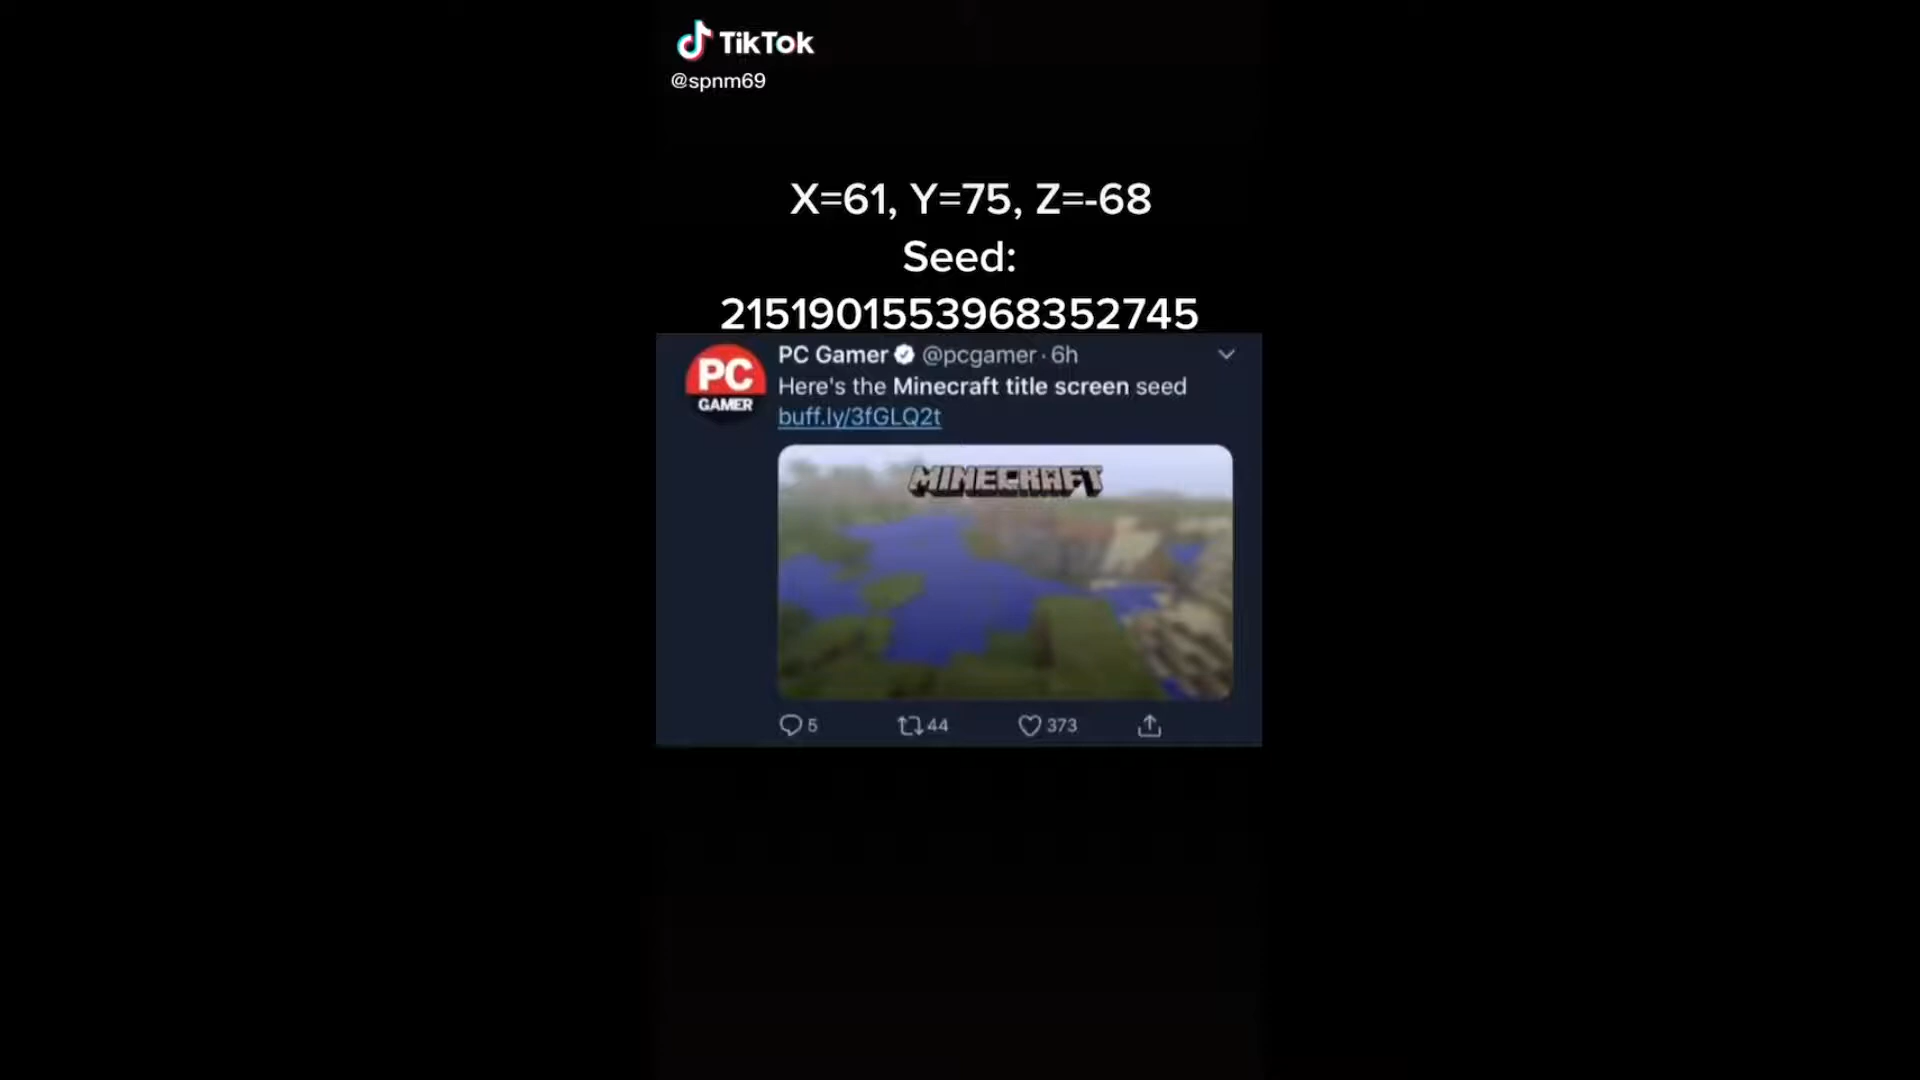 TikTok
@spnm69
X=61, Y=75, Z=-68
Seed:
2151901553968352745
PC Gamer @pcgamer · 6h
PC
GAMER
Here's the Minecraft title screen seed
buff.ly/3fGLQ2t
MINECRAFT
5 44 373